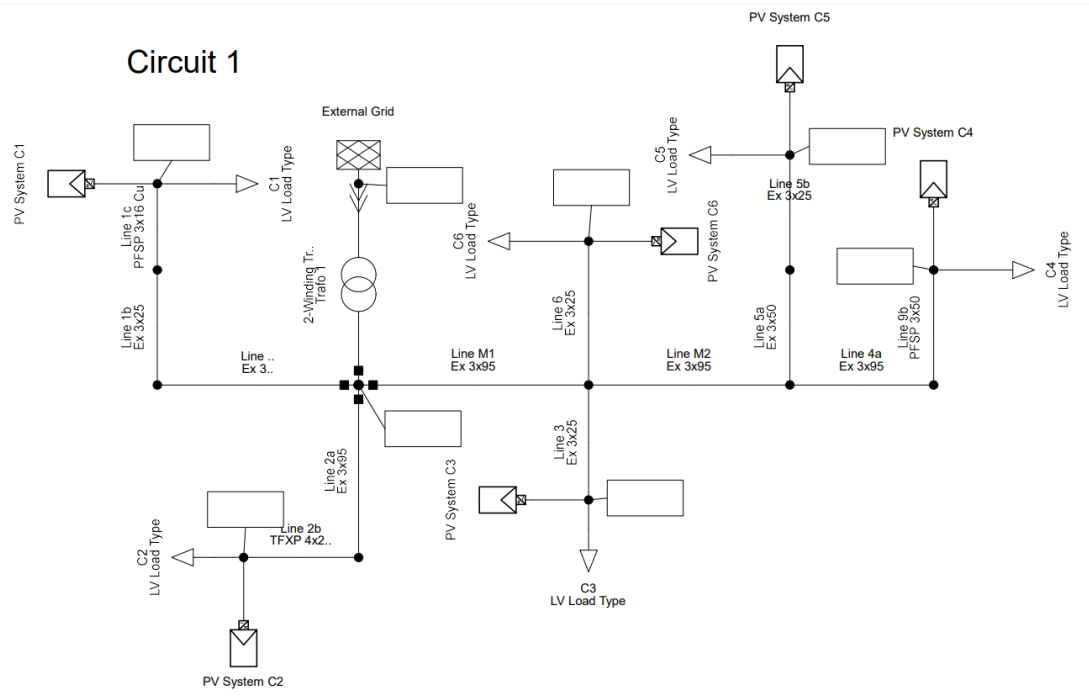 PV System C5
Circuit 1
External Grid
PV System C4
PV System C1
C1
LV Load Type
Line 1c
PFSP 3x16 Cu
C5
LV Load Type
Line 5b
Ex 3x25
C6
LV Load Type
PV System C6
C4
LV Load Type
2-Winding Tr..
Trafo 1
Line 1b
Ex 3x25
Line 6
Ex 3x25
Line 5a
Ex 3x50
Line 9b
PFSP 3x50
Line ..
Ex 3..
Line M1
Ex 3x95
Line M2
Ex 3x95
Line 4a
Ex 3x95
Line 2a
Ex 3x95
Line 3
Ex 3x25
PV System C3
Line 2b
TFXP 4x2..
C2
LV Load Type
C3
LV Load Type
PV System C2